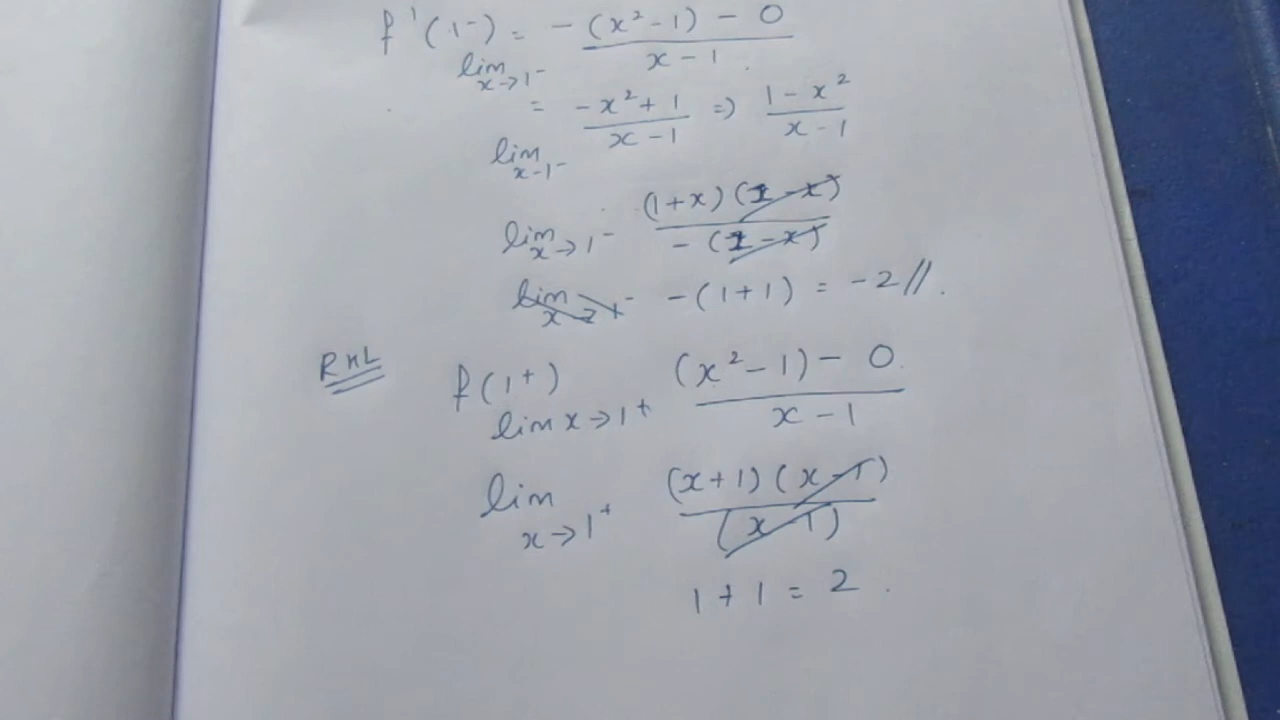 f'(1-) = -(x²-1) - 0 / x-1
lim x→1-
= -x²+1 / x-1 => 1-x² / x-1
lim x-1-
lim x→1- (1+x)(1-x) / -(1-x)
lim x→1- -(1+1) = -2//.
RHL
f(1+) (x²-1) - 0 / x-1
lim x→1+
lim x→1+ (x+1)(x-1) / (x-1)
1+1 = 2.